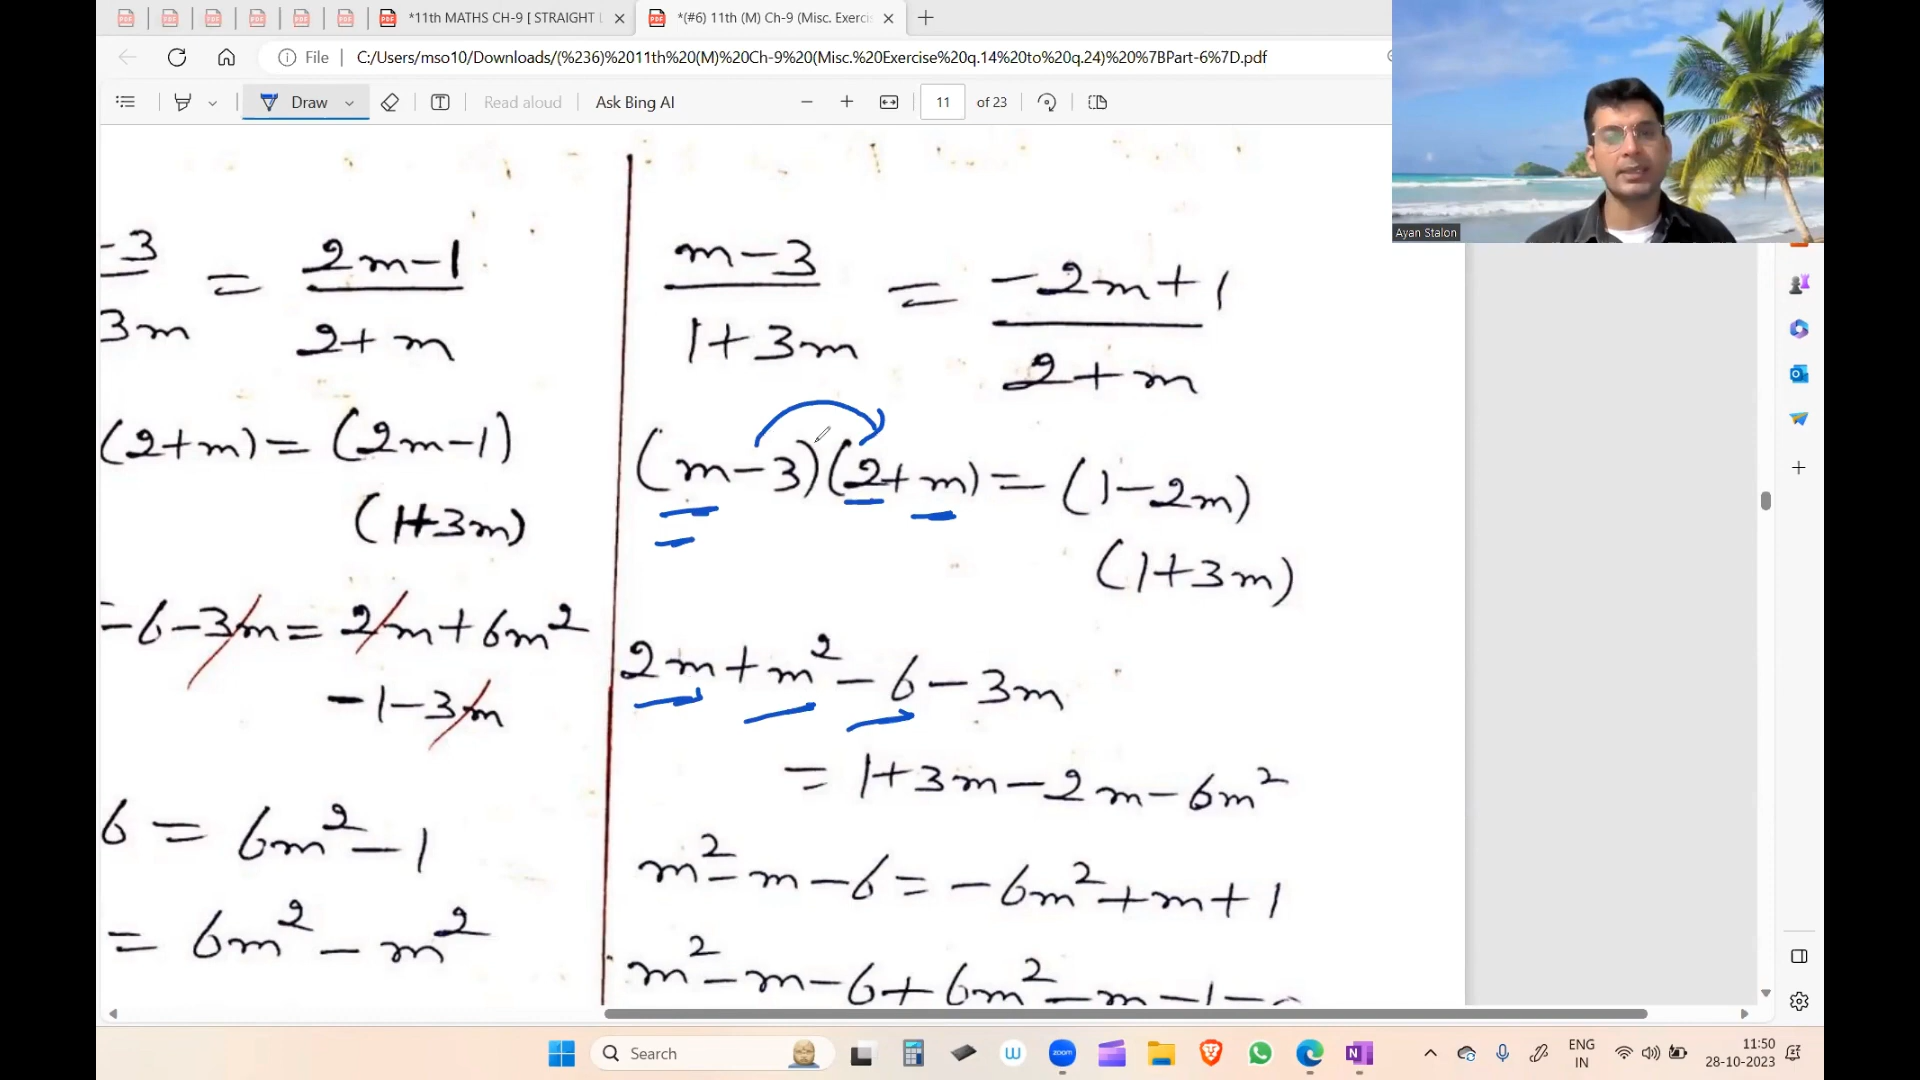 *11th MATHS CH-9 [ STRAIGHT L
*(#6) 11th (M) Ch-9 (Misc. Exerci
File
C:/Users/mso10/Downloads/(%236)%2011th%20(M)%20Ch-9%20(Misc.%20Exercise%20q.14%20to%20q.24)%20%7BPart-6%7D.pdf
Draw
Read aloud
Ask Bing AI
11 of 23
Ayan Stalon
-3 / 3m = 2m-1 / 2+m
(2+m) = (2m-1)
(1+3m)
-6-3m = 2m+6m²
-1-3m
6 = 6m²-1
= 6m²-m²
m-3 / 1+3m = -2m+1 / 2+m
(m-3)(2+m) = (1-2m)
(1+3m)
2m+m²-6-3m
= 1+3m-2m-6m²
m²-m-6 = -6m²+m+1
m²-m-6+6m²-m-1=0
Search
zoom
ENG
IN
11:50
28-10-2023